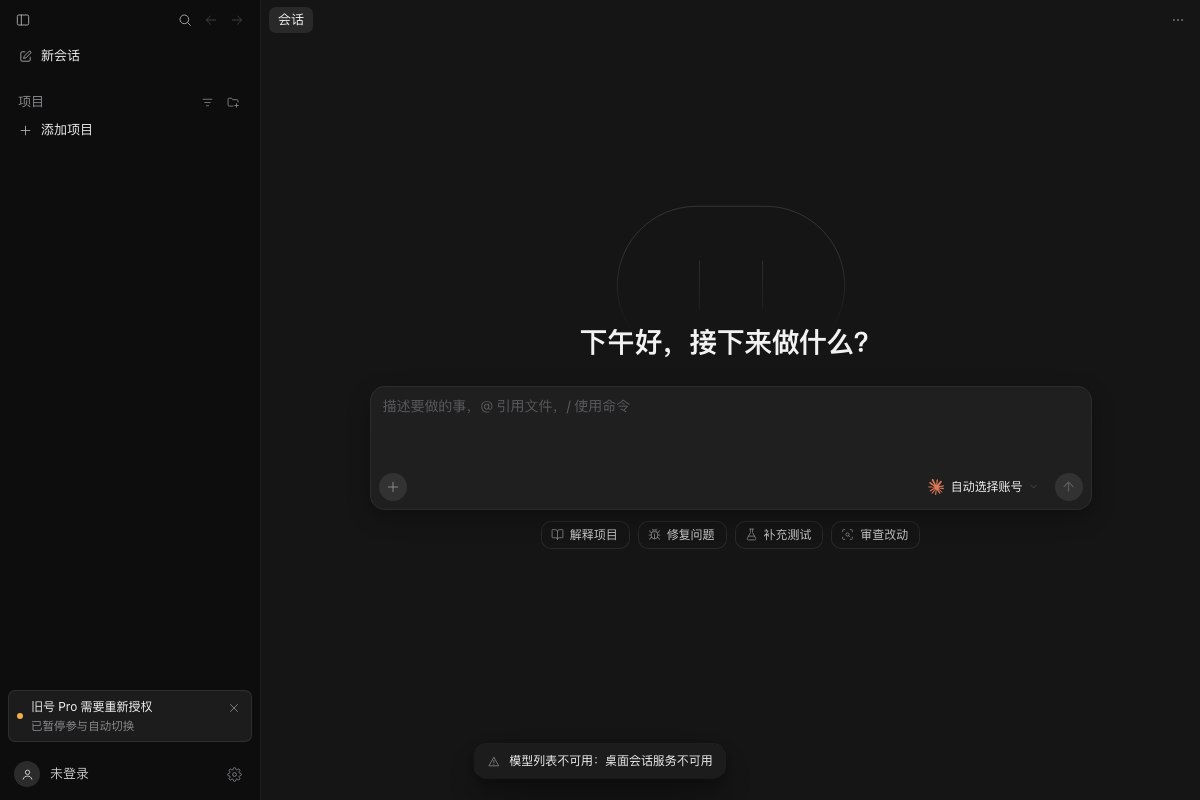 会话
新会话
项目
添加项目
下午好，接下来做什么？
描述要做的事，@ 引用文件，/ 使用命令
自动选择账号
解释项目
修复问题
补充测试
审查改动
旧号 Pro 需要重新授权
已暂停参与自动切换
未登录
模型列表不可用：桌面会话服务不可用